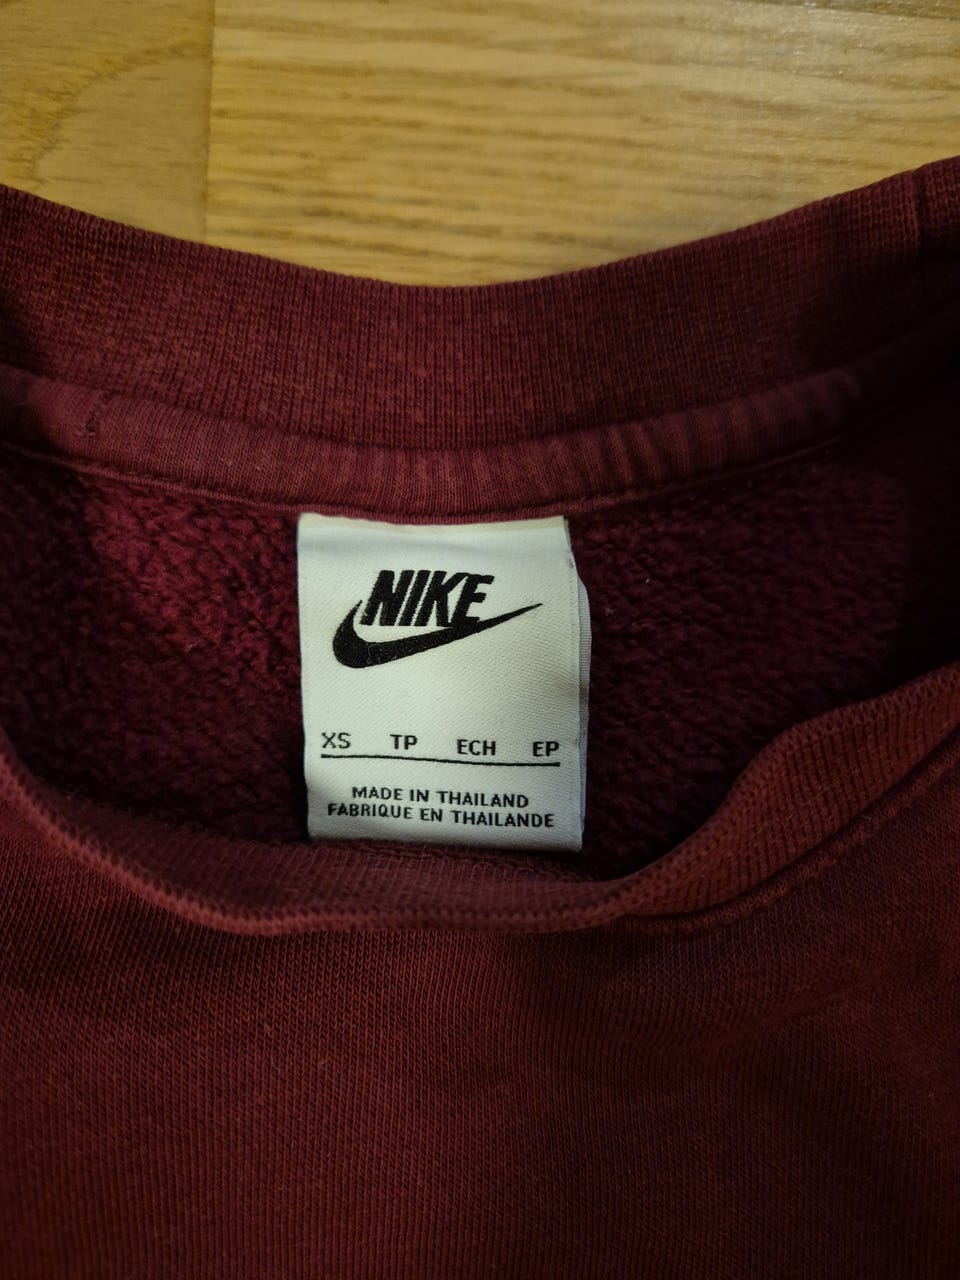 NIKE
XS TP ECH EP
MADE IN THAILAND
FABRIQUE EN THAILANDE